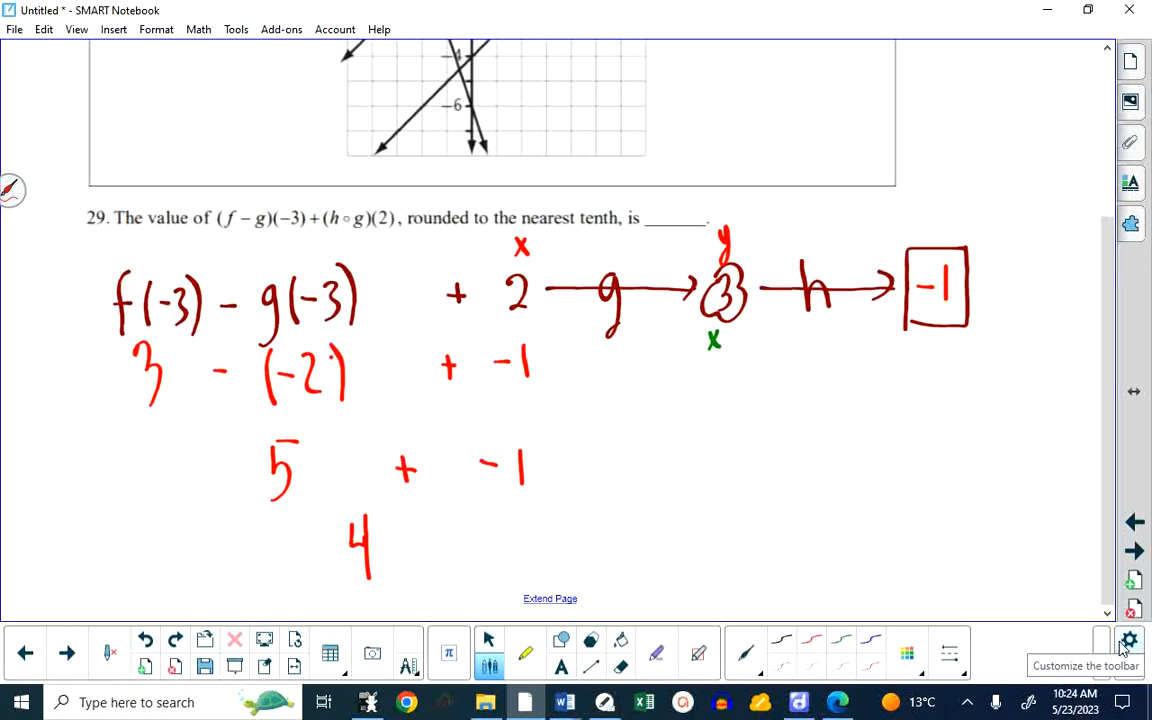 Untitled * - SMART Notebook
File Edit View Insert Format Math Tools Add-ons Account Help
-6
29. The value of (f − g)(−3) + (h ∘ g)(2), rounded to the nearest tenth, is ______.
x y
f(-3) - g(-3) + 2 g 3 h -1
x
3 - (-2) + -1
5 + -1
4
Extend Page
π
A
Customize the toolbar
Type here to search
13°C
10:24 AM
5/23/2023